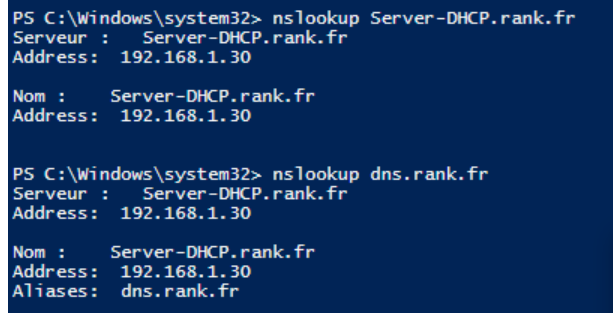 PS C:\Windows\system32> nslookup Server-DHCP.rank.fr
Serveur :   Server-DHCP.rank.fr
Address:  192.168.1.30
Nom :    Server-DHCP.rank.fr
Address:  192.168.1.30
PS C:\Windows\system32> nslookup dns.rank.fr
Serveur :   Server-DHCP.rank.fr
Address:  192.168.1.30
Nom :    Server-DHCP.rank.fr
Address:  192.168.1.30
Aliases:  dns.rank.fr